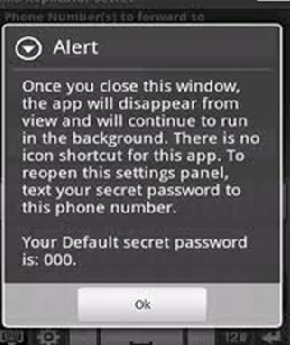 Phone Number(s) to forward to
Alert
Once you close this window,
the app will disappear from
view and will continue to run
in the background. There is no
icon shortcut for this app. To
reopen this settings panel,
text your secret password to
this phone number.
Your Default secret password
is: 000.
Ok
12#